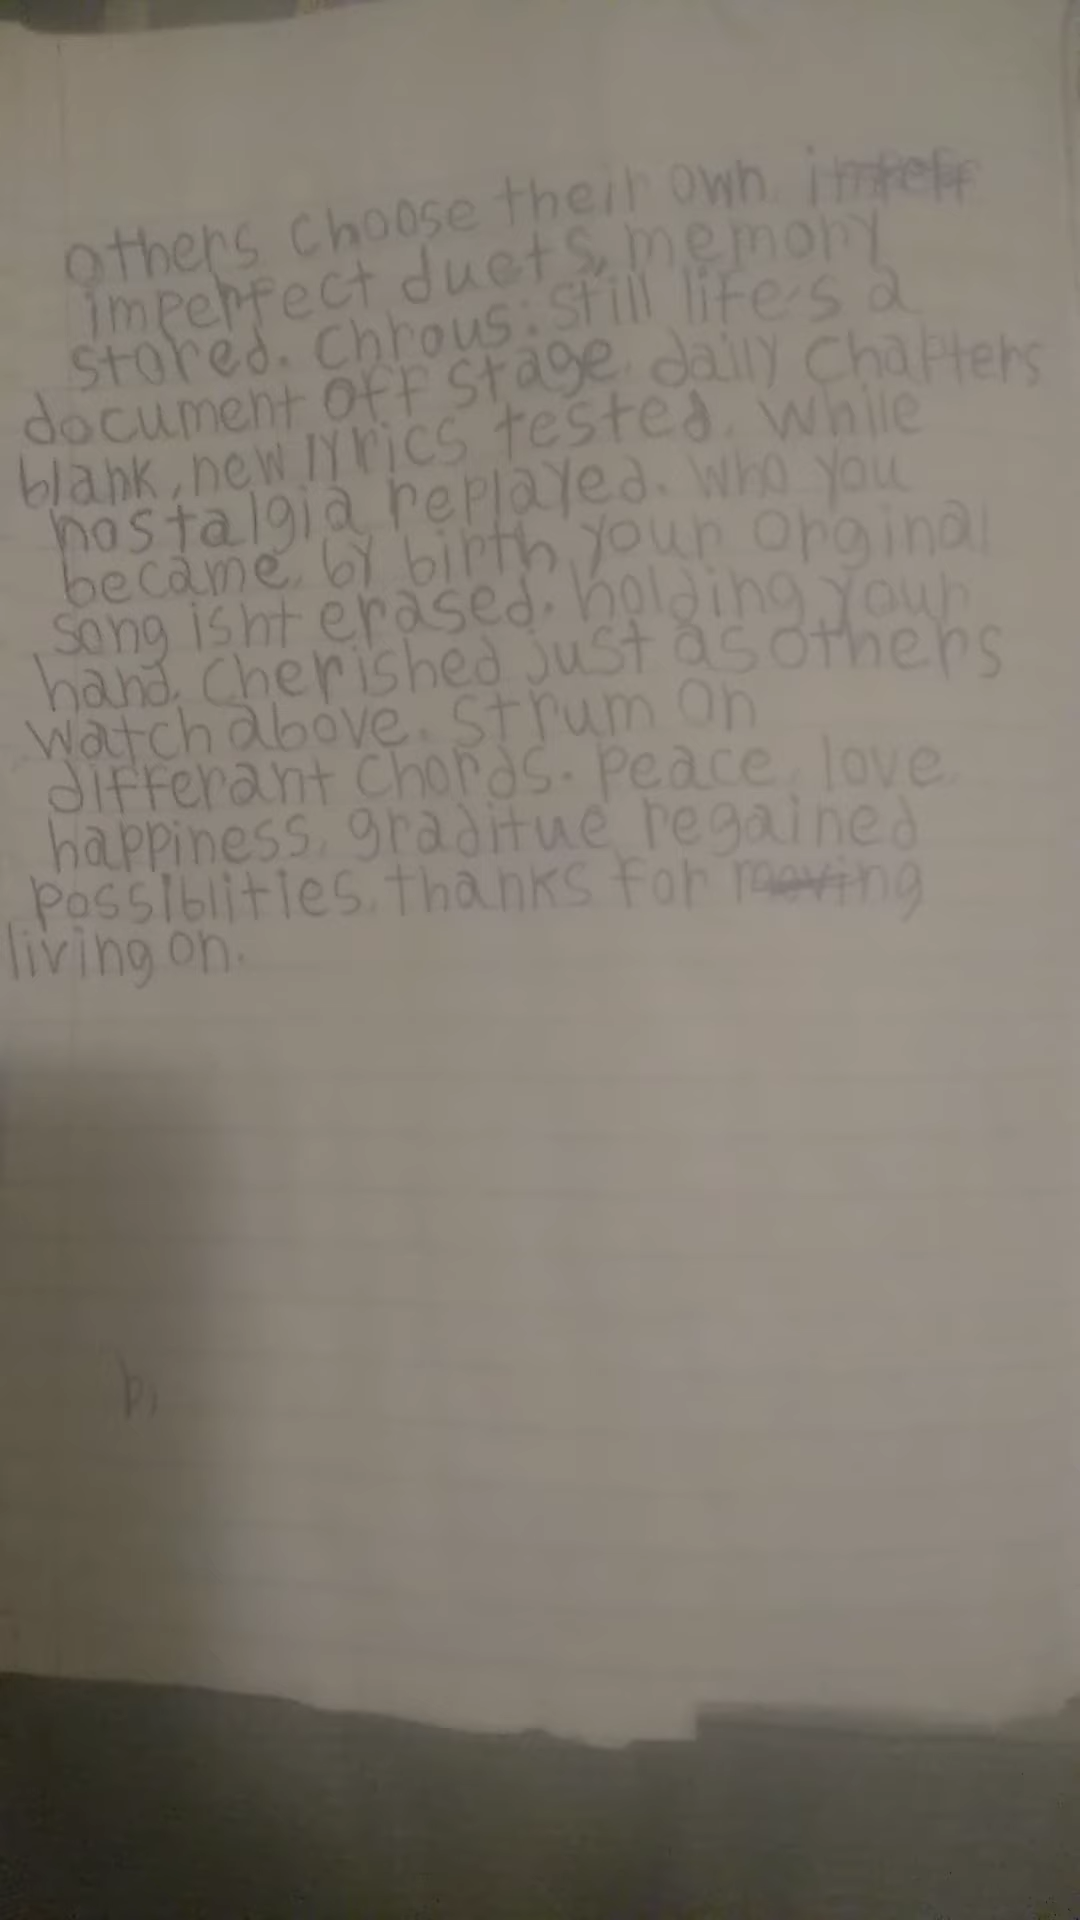 others choose their own
imperfect duets, memory
stored. Chrous: still life's a
document off stage. daily Chapters
blank, new lyrics tested. while
nostalgia replayed. who you
became, by birth, your orginal
song isnt erased. holding your
hand. Cherished just as others
watch above. Strum on
differant chords. Peace, love,
happiness, graditue regained
possiblities. thanks for moving
living on.